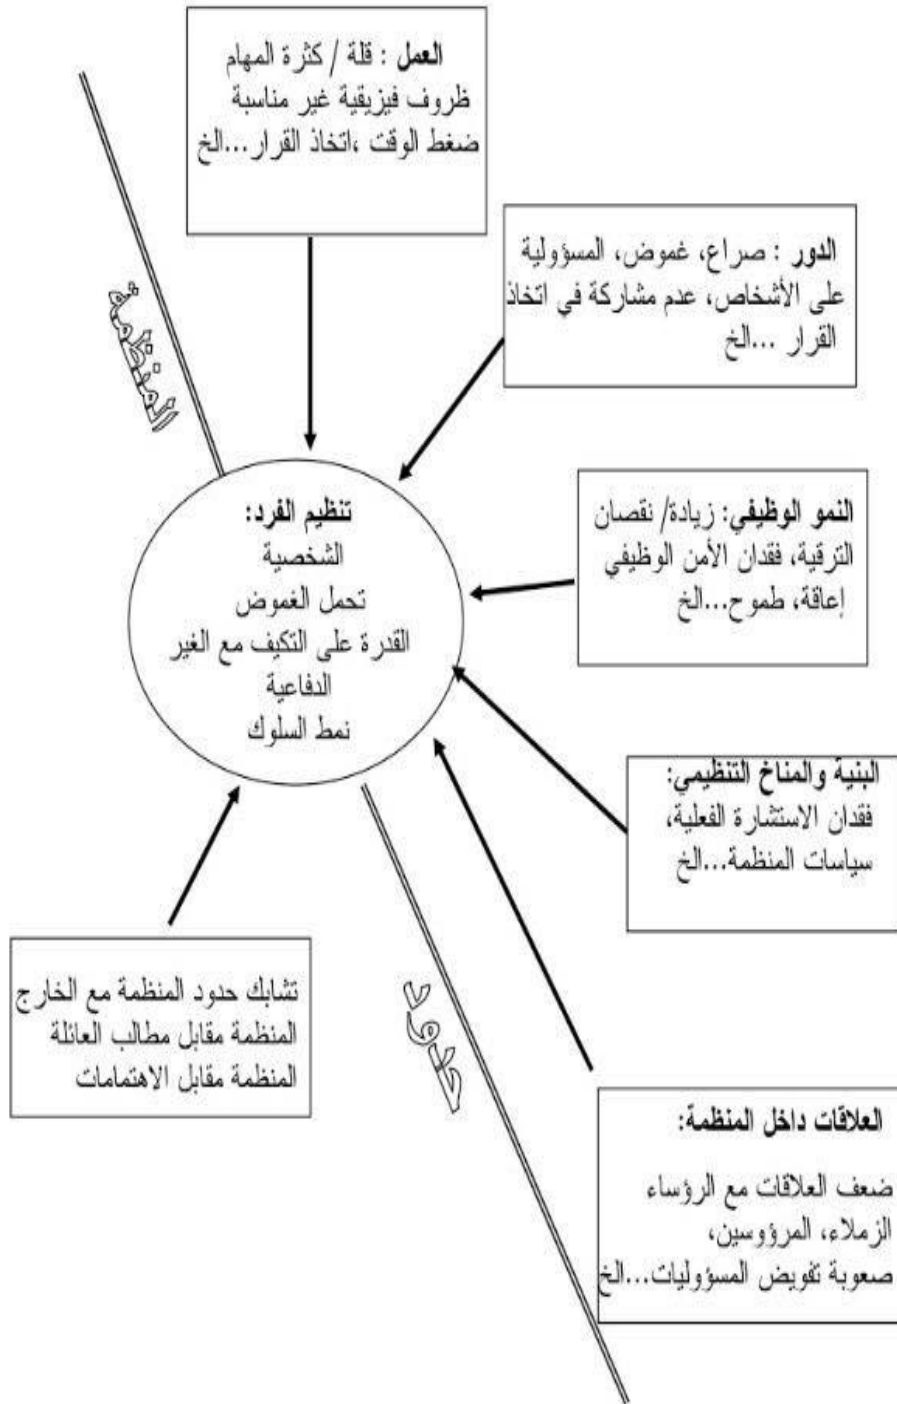 العمل : قلة / كثرة المهام
ظروف فيزيقية غير مناسبة
ضغط الوقت ،اتخاذ القرار...الخ
الدور : صراع، غموض، المسؤولية
على الأشخاص، عدم مشاركة في اتخاذ
القرار ...الخ
المنظمة
تنظيم الفرد:
الشخصية
تحمل الغموض
القدرة على التكيف مع الغير
الدفاعية
نمط السلوك
النمو الوظيفي: زيادة/ نقصان
الترقية، فقدان الأمن الوظيفي
إعاقة، طموح...الخ
البنية والمناخ التنظيمي:
فقدان الاستشارة الفعلية،
سياسات المنظمة...الخ
حدود
تشابك حدود المنظمة مع الخارج
المنظمة مقابل مطالب العائلة
المنظمة مقابل الاهتمامات
العلاقات داخل المنظمة:
ضعف العلاقات مع الرؤساء
الزملاء، المرؤوسين،
صعوبة تفويض المسؤوليات...الخ